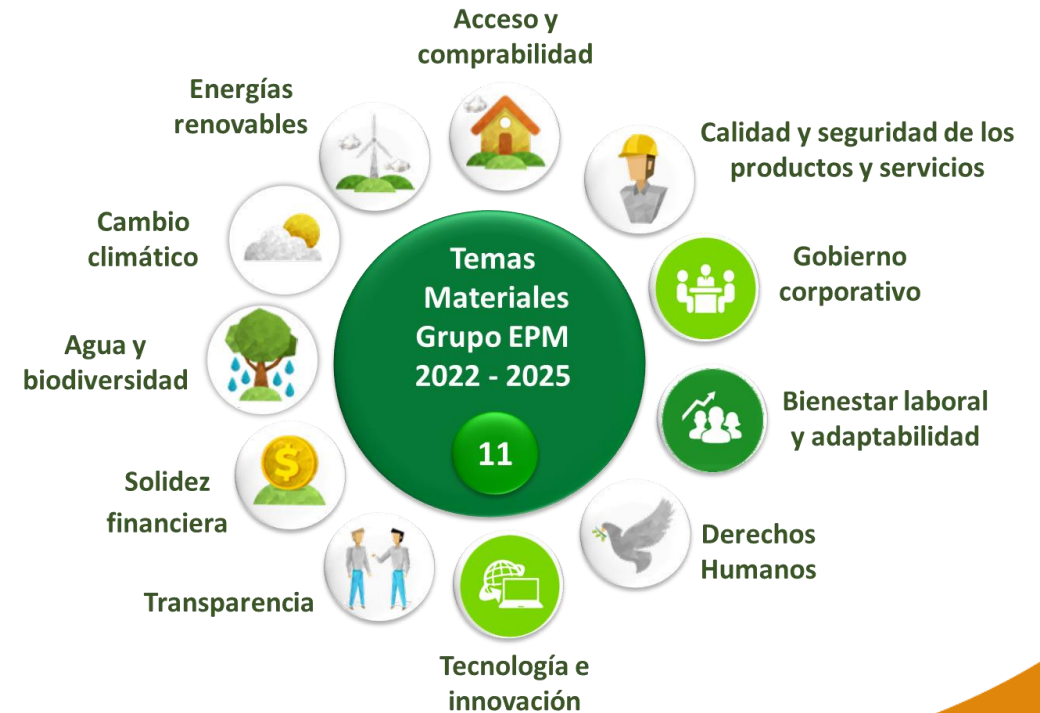 Acceso y
comprabilidad
Calidad y seguridad de los
productos y servicios
Gobierno
corporativo
Bienestar laboral
y adaptabilidad
Derechos
Humanos
Tecnología e
innovación
Transparencia
Solidez
financiera
Agua y
biodiversidad
Cambio
climático
Energías
renovables
Temas
Materiales
Grupo EPM
2022 - 2025
11
$